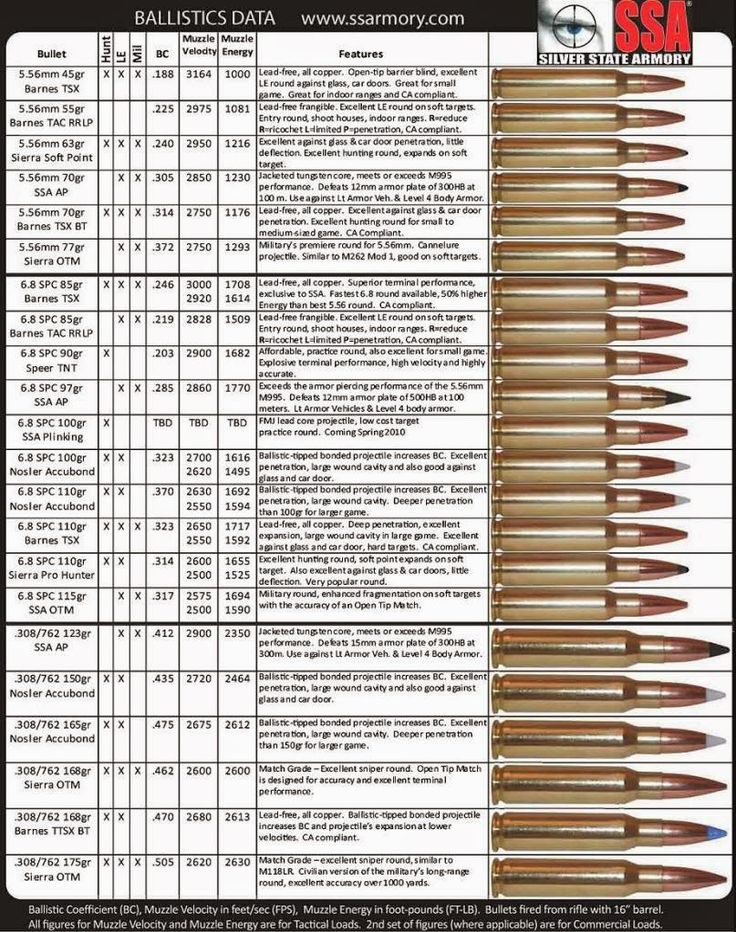 BALLISTICS DATA www.ssarmory.com
SSA
SILVER STATE ARMORY
Bullet Hunt LE Mil BC Muzzle Velocity Muzzle Energy Features
5.56mm 45gr X X X .188 3164 1000 Lead-free, all copper. Open-tip barrier blind, excellent
Barnes TSX LE round against glass, car doors. Great for small
game. Great for indoor ranges and CA compliant.
5.56mm 55gr .225 2975 1081 Lead-free frangible. Excellent LE round on soft targets.
Barnes TAC RRLP Entry round, shoot houses, indoor ranges. R=reduce
R=ricochet L=limited P=penetration, CA compliant.
5.56mm 63gr X X X .240 2950 1216 Excellent against glass & car door penetration, little
Sierra Soft Point deflection. Excellent hunting round, expands on soft
target.
5.56mm 70gr X X .305 2850 1230 Jacketed tungsten core, meets or exceeds M995
SSA AP performance. Defeats 12mm armor plate of 300HB at
100 m. Use against Lt Armor Veh. & Level 4 Body Armor.
5.56mm 70gr X X X .314 2750 1176 Lead-free, all copper. Excellent against glass & car door
Barnes TSX BT penetration. Excellent hunting round for small to
medium-sized game. CA Compliant.
5.56mm 77gr X X .372 2750 1293 Military's premiere round for 5.56mm. Cannelure
Sierra OTM projectile. Similar to M262 Mod 1, good on soft targets.
6.8 SPC 85gr X X X .246 3000 1708 Lead-free, all copper. Superior terminal performance,
Barnes TSX 2920 1614 exclusive to SSA. Fastest 6.8 round available, 50% higher
Energy than best 5.56 round. CA compliant.
6.8 SPC 85gr X X .219 2828 1509 Lead-free frangible. Excellent LE round on soft targets.
Barnes TAC RRLP Entry round, shoot houses, indoor ranges. R=reduce
R=ricochet L=limited P=penetration, CA compliant.
6.8 SPC 90gr X .203 2900 1682 Affordable, practice round, also excellent for small game.
Speer TNT Explosive terminal performance, high velocity and highly
accurate.
6.8 SPC 97gr X X .285 2860 1770 Exceeds the armor piercing performance of the 5.56mm
SSA AP M995. Defeats 12mm armor plate of 500HB at 100
meters. Lt Armor Vehicles & Level 4 body armor.
6.8 SPC 100gr X TBD TBD TBD FMJ lead core projectile, low cost target
SSA Plinking practice round. Coming Spring 2010
6.8 SPC 100gr X X .323 2700 1616 Ballistic-tipped bonded projectile increases BC. Excellent
Nosler Accubond 2620 1495 penetration, large wound cavity and also good against
glass and car door.
6.8 SPC 110gr X X .370 2630 1692 Ballistic-tipped bonded projectile increases BC. Excellent
Nosler Accubond 2550 1594 penetration, large wound cavity. Deeper penetration
than 100gr for larger game.
6.8 SPC 110gr X X X .323 2650 1717 Lead-free, all copper. Deep penetration, excellent
Barnes TSX 2550 1592 expansion, large wound cavity in large game. Excellent
against glass and car door, hard targets. CA compliant.
6.8 SPC 110gr X X .314 2600 1655 Excellent hunting round, soft point expands on soft
Sierra Pro Hunter 2500 1525 target. Also excellent against glass & car doors, little
deflection. Very popular round.
6.8 SPC 115gr X X .317 2575 1694 Military round, enhanced fragmentation on soft targets
SSA OTM 2500 1590 with the accuracy of an Open Tip Match.
.308/762 123gr X X .412 2900 2350 Jacketed tungsten core, meets or exceeds M995
SSA AP performance. Defeats 15mm armor plate of 300HB at
300m. Use against Lt Armor Veh. & Level 4 Body Armor.
.308/762 150gr X X .435 2720 2464 Ballistic-tipped bonded projectile increases BC. Excellent
Nosler Accubond penetration, large wound cavity and also good against
glass and car door.
.308/762 165gr X X .475 2675 2612 Ballistic-tipped bonded projectile increases BC. Excellent
Nosler Accubond penetration, large wound cavity. Deeper penetration
than 150gr for larger game.
.308/762 168gr X X X .462 2600 2600 Match Grade – Excellent sniper round. Open Tip Match
Sierra OTM is designed for accuracy and excellent terminal
performance.
.308/762 168gr X X .470 2680 2613 Lead-free, all copper. Ballistic-tipped bonded projectile
Barnes TTSX BT increases BC and projectile's expansion at lower
velocities. CA compliant.
.308/762 175gr X X X .505 2620 2630 Match Grade – excellent sniper round, similar to
Sierra OTM M118LR. Civilian version of the military's long-range
round, excellent accuracy over 1000 yards.
Ballistic Coefficient (BC), Muzzle Velocity in feet/sec (FPS), Muzzle Energy in foot-pounds (FT-LB). Bullets fired from rifle with 16" barrel.
All figures for Muzzle Velocity and Muzzle Energy are for Tactical Loads. 2nd set of figures (where applicable) are for Commercial Loads.